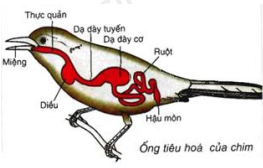 Thực quản
Dạ dày tuyến
Dạ dày cơ
Ruột
Miệng
Diều
Hậu môn
Ống tiêu hoá của chim